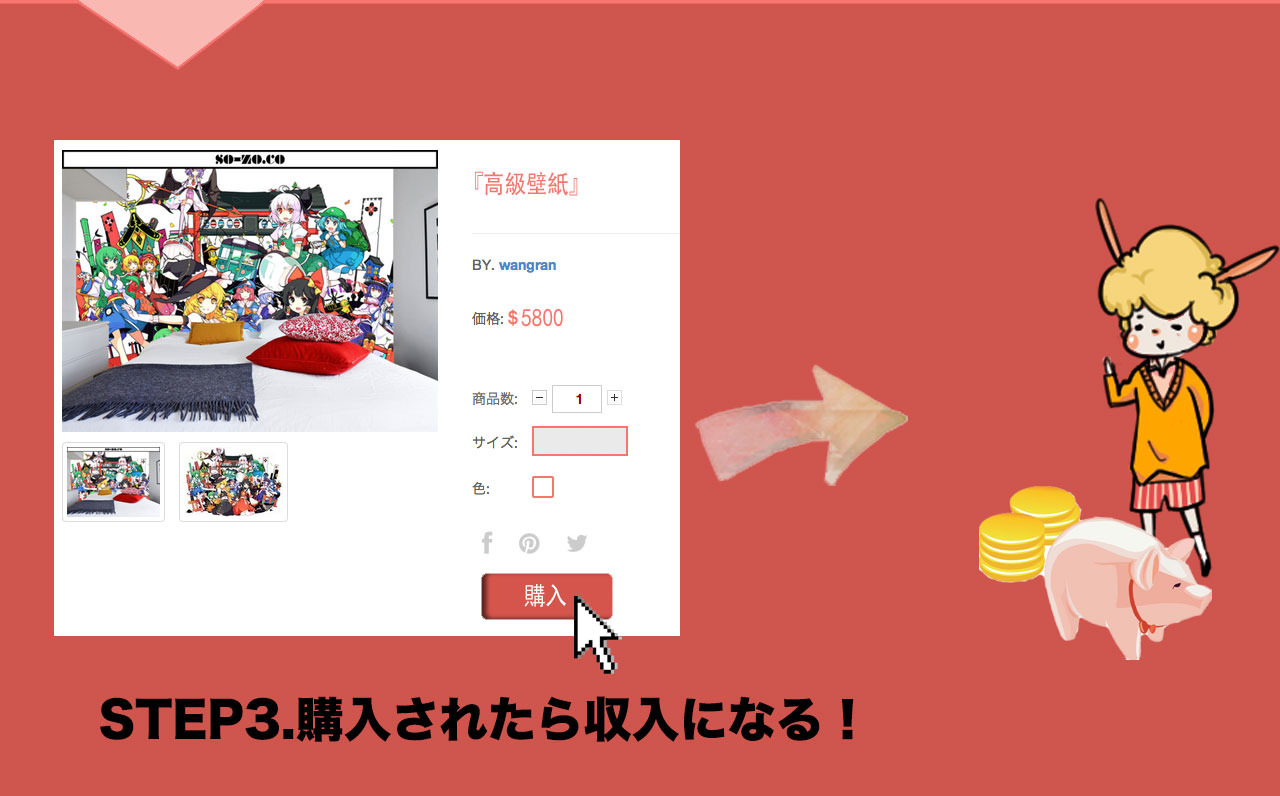 SO-ZO.CO
『高級壁紙』
BY. wangran
価格: $ 5800
商品数: − 1 +
サイズ:
色:
購入
STEP3.購入されたら収入になる！